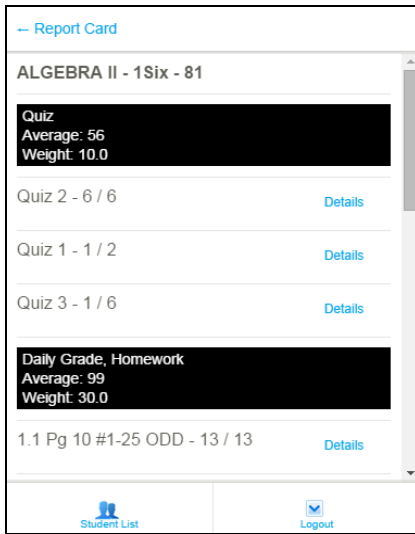 ← Report Card
ALGEBRA II - 1Six - 81
Quiz
Average: 56
Weight: 10.0
Quiz 2 - 6 / 6 Details
Quiz 1 - 1 / 2 Details
Quiz 3 - 1 / 6 Details
Daily Grade, Homework
Average: 99
Weight: 30.0
1.1 Pg 10 #1-25 ODD - 13 / 13 Details
Student List Logout